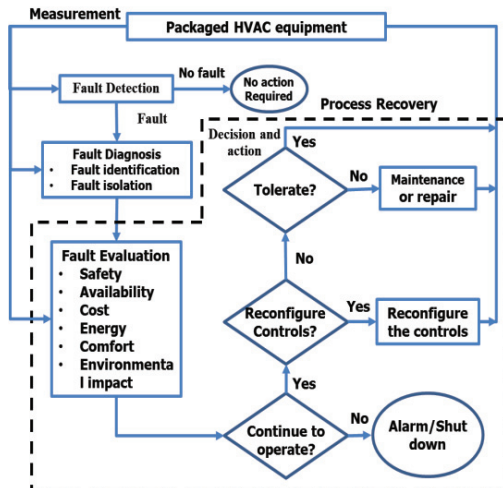 Measurement
Packaged HVAC equipment
Fault Detection
No fault
No action
Required
Fault
Process Recovery
Decision and
action
Yes
Fault Diagnosis
· Fault identification
· Fault isolation
Tolerate?
No
Maintenance
or repair
No
Fault Evaluation
· Safety
· Availability
· Cost
· Energy
· Comfort
· Environmenta
l impact
Reconfigure
Controls?
Yes
Reconfigure
the controls
Yes
Continue to
operate?
No
Alarm/Shut
down